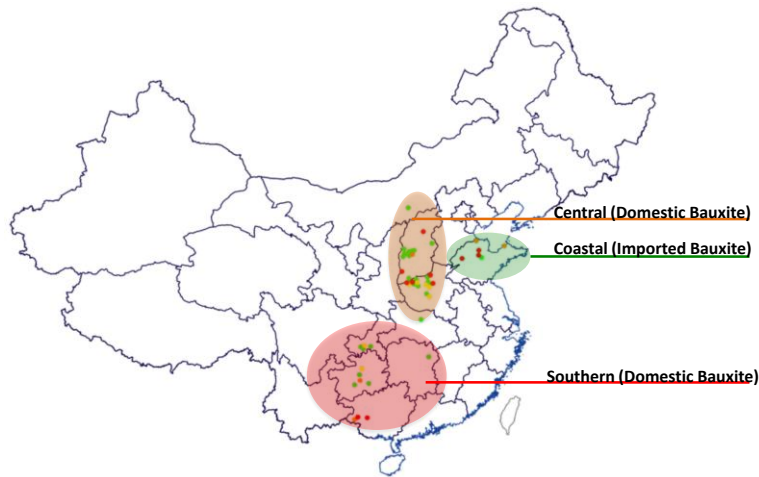 Central (Domestic Bauxite)
Coastal (Imported Bauxite)
Southern (Domestic Bauxite)